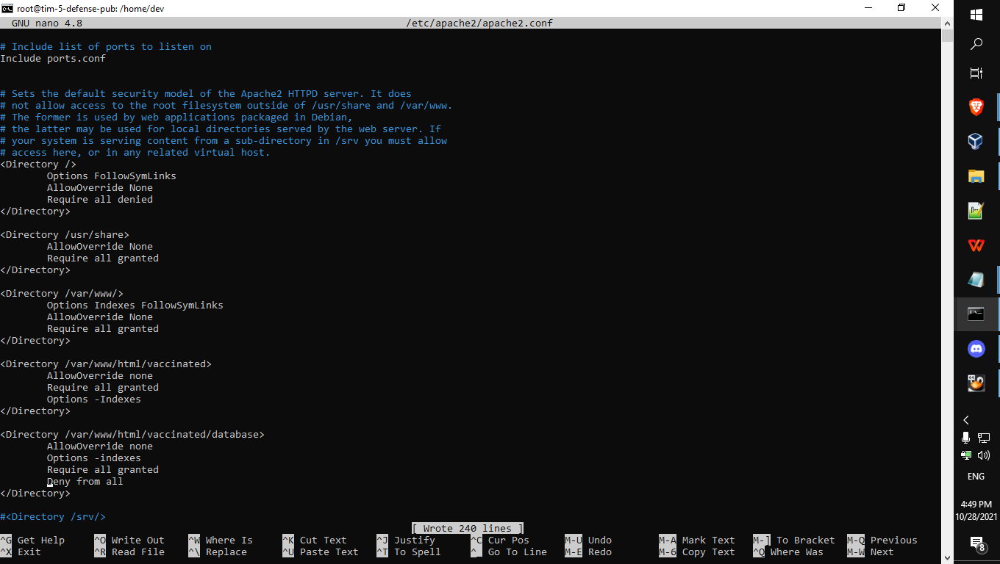 root@tim-5-defense-pub: /home/dev
GNU nano 4.8 /etc/apache2/apache2.conf
# Include list of ports to listen on
Include ports.conf
# Sets the default security model of the Apache2 HTTPD server. It does
# not allow access to the root filesystem outside of /usr/share and /var/www.
# The former is used by web applications packaged in Debian,
# the latter may be used for local directories served by the web server. If
# your system is serving content from a sub-directory in /srv you must allow
# access here, or in any related virtual host.
<Directory />
Options FollowSymLinks
AllowOverride None
Require all denied
</Directory>
<Directory /usr/share>
AllowOverride None
Require all granted
</Directory>
<Directory /var/www/>
Options Indexes FollowSymLinks
AllowOverride None
Require all granted
</Directory>
<Directory /var/www/html/vaccinated>
AllowOverride none
Require all granted
Options -Indexes
</Directory>
<Directory /var/www/html/vaccinated/database>
AllowOverride none
Options -indexes
Require all granted
Deny from all
</Directory>
#<Directory /srv/>
[ Wrote 240 lines ]
^G Get Help ^O Write Out ^W Where Is ^K Cut Text ^J Justify ^C Cur Pos M-U Undo M-A Mark Text M-] To Bracket M-Q Previous
^X Exit ^R Read File ^\ Replace ^U Paste Text ^T To Spell ^_ Go To Line M-E Redo M-6 Copy Text ^Q Where Was M-W Next
ENG
4:49 PM
10/28/2021
8